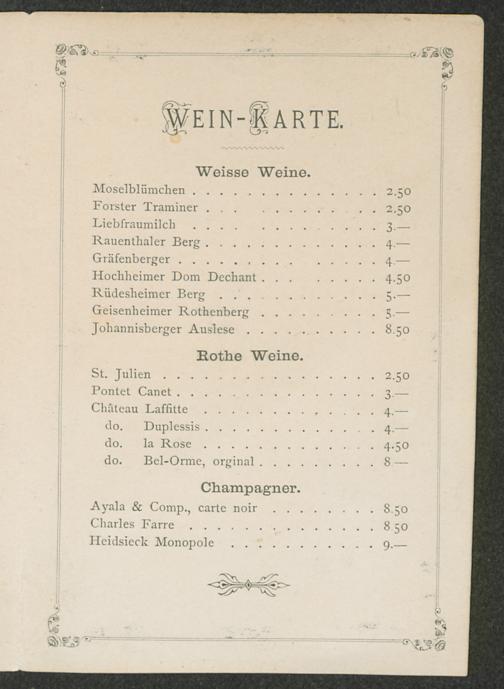 WEIN-KARTE.
Weisse Weine.
Moselblümchen . . . . . . . . . . . . . . 2.50
Forster Traminer . . . . . . . . . . . . 2.50
Liebfraumilch . . . . . . . . . . . . . 3.—
Rauenthaler Berg . . . . . . . . . . . . 4.—
Gräfenberger . . . . . . . . . . . . . . 4.—
Hochheimer Dom Dechant . . . . . . . . 4.50
Rüdesheimer Berg . . . . . . . . . . . 5.—
Geisenheimer Rothenberg . . . . . . . . 5.—
Johannisberger Auslese . . . . . . . . . 8.50
Rothe Weine.
St. Julien . . . . . . . . . . . . . . . 2.50
Pontet Canet . . . . . . . . . . . . . . 3.—
Château Laffitte . . . . . . . . . . . . 4.—
do. Duplessis . . . . . . . . . . . . 4.—
do. la Rose . . . . . . . . . . . . 4.50
do. Bel-Orme, orginal . . . . . . . . 8 —
Champagner.
Ayala & Comp., carte noir . . . . . . . 8.50
Charles Farre . . . . . . . . . . . . . 8 50
Heidsieck Monopole . . . . . . . . . . 9.—